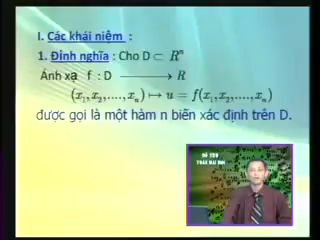 I. Các khái niệm :
1. Định nghĩa : Cho D ⊂ Rⁿ
Ánh xạ f : D ⟶ R
(x₁, x₂, ...., xₙ) ↦ u = f(x₁, x₂, ...., xₙ)
được gọi là một hàm n biến xác định trên D.